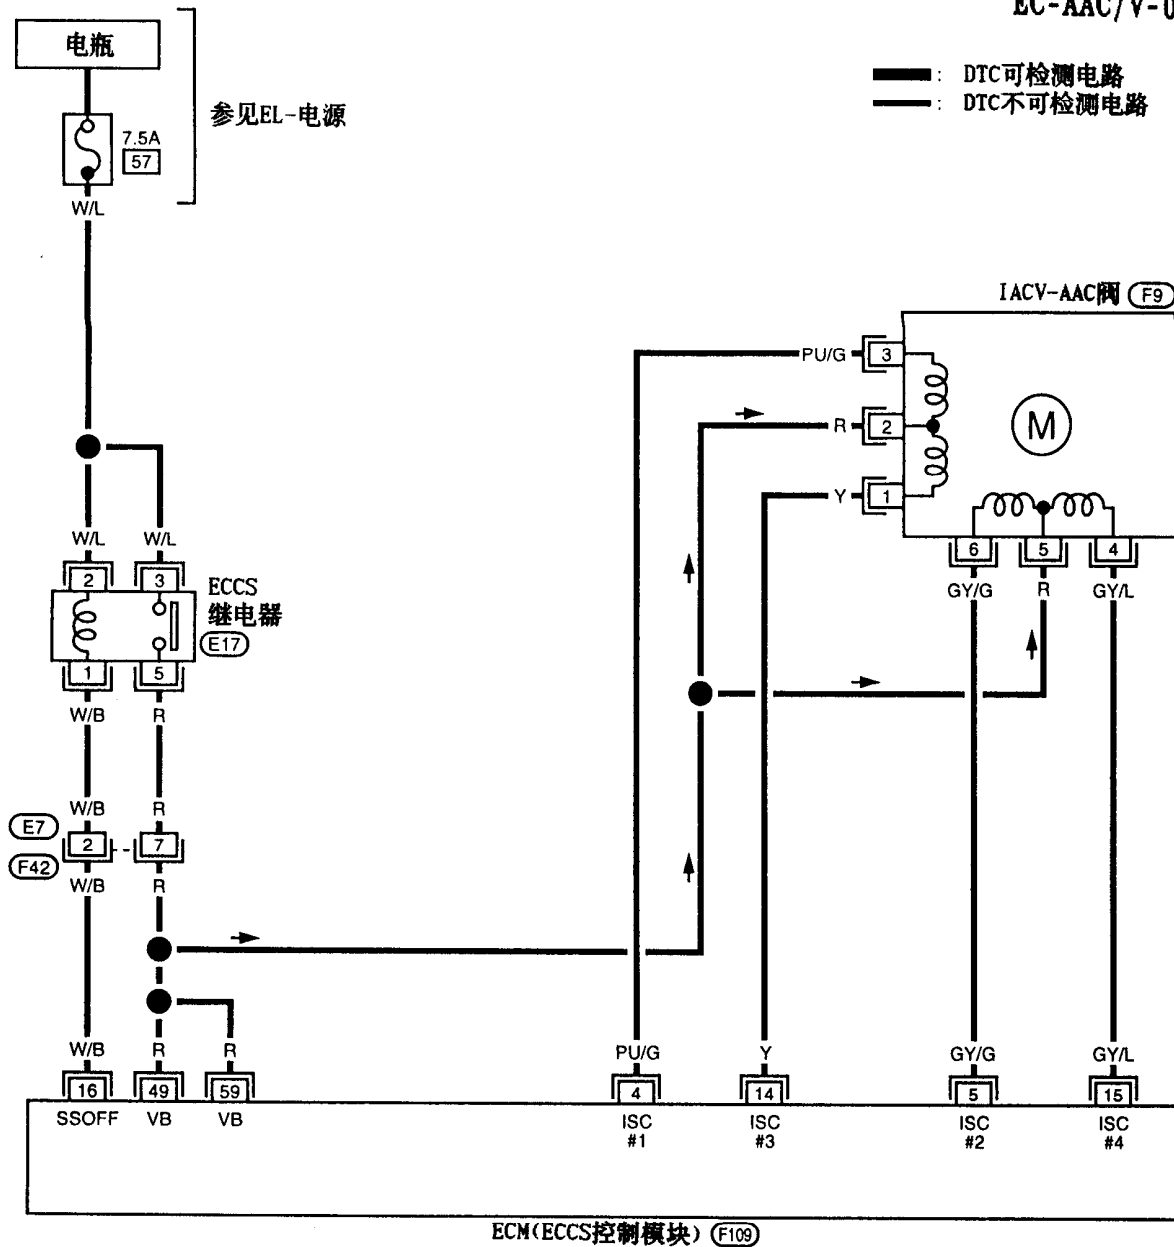 EC-AAC/V-0
电瓶
: DTC可检测电路
: DTC不可检测电路
参见EL-电源
7.5A
57
W/L
IACV-AAC阀 F9
PU/G 3
R 2
M
Y 1
W/L W/L
6 5 4
2 3
ECCS
GY/G R GY/L
继电器
E17
1 5
W/B R
W/B R
E7
2 7
F42
W/B R
W/B R R PU/G Y GY/G GY/L
16 49 59 4 14 5 15
SSOFF VB VB ISC ISC ISC ISC
#1 #3 #2 #4
ECM(ECCS控制模块) F109